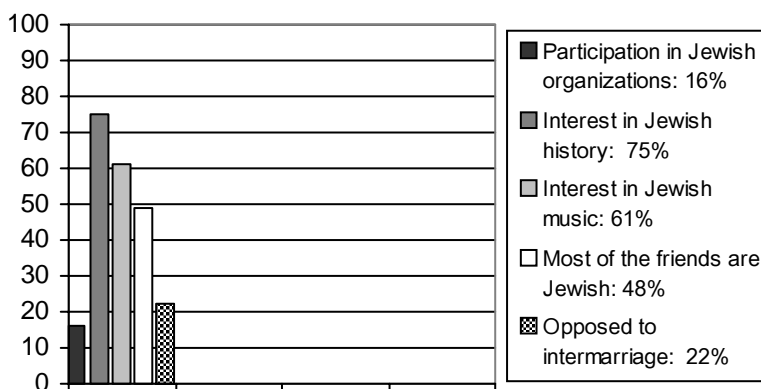 100
90
80
70
60
50
40
30
20
10
0
Participation in Jewish
organizations: 16%
Interest in Jewish
history: 75%
Interest in Jewish
music: 61%
Most of the friends are
Jewish: 48%
Opposed to
intermarriage: 22%